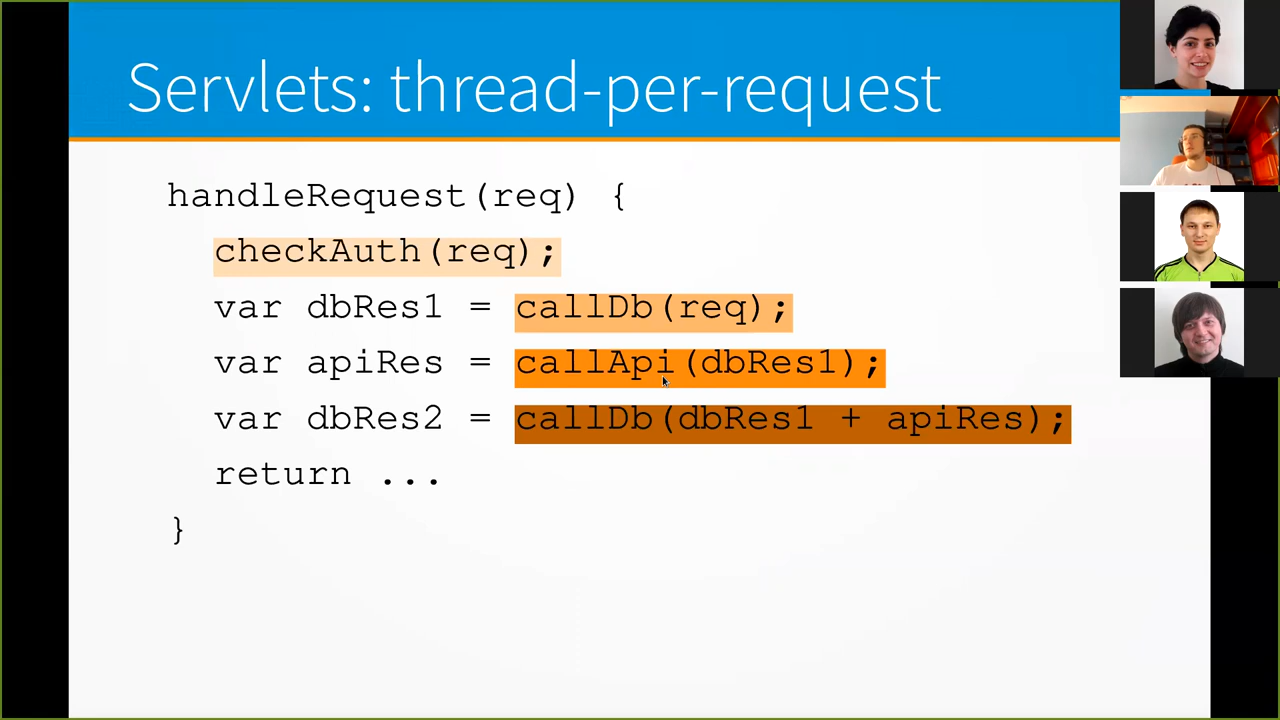 Servlets: thread-per-request
handleRequest(req) {
checkAuth(req);
var dbRes1 = callDb(req);
var apiRes = callApi(dbRes1);
var dbRes2 = callDb(dbRes1 + apiRes);
return ...
}